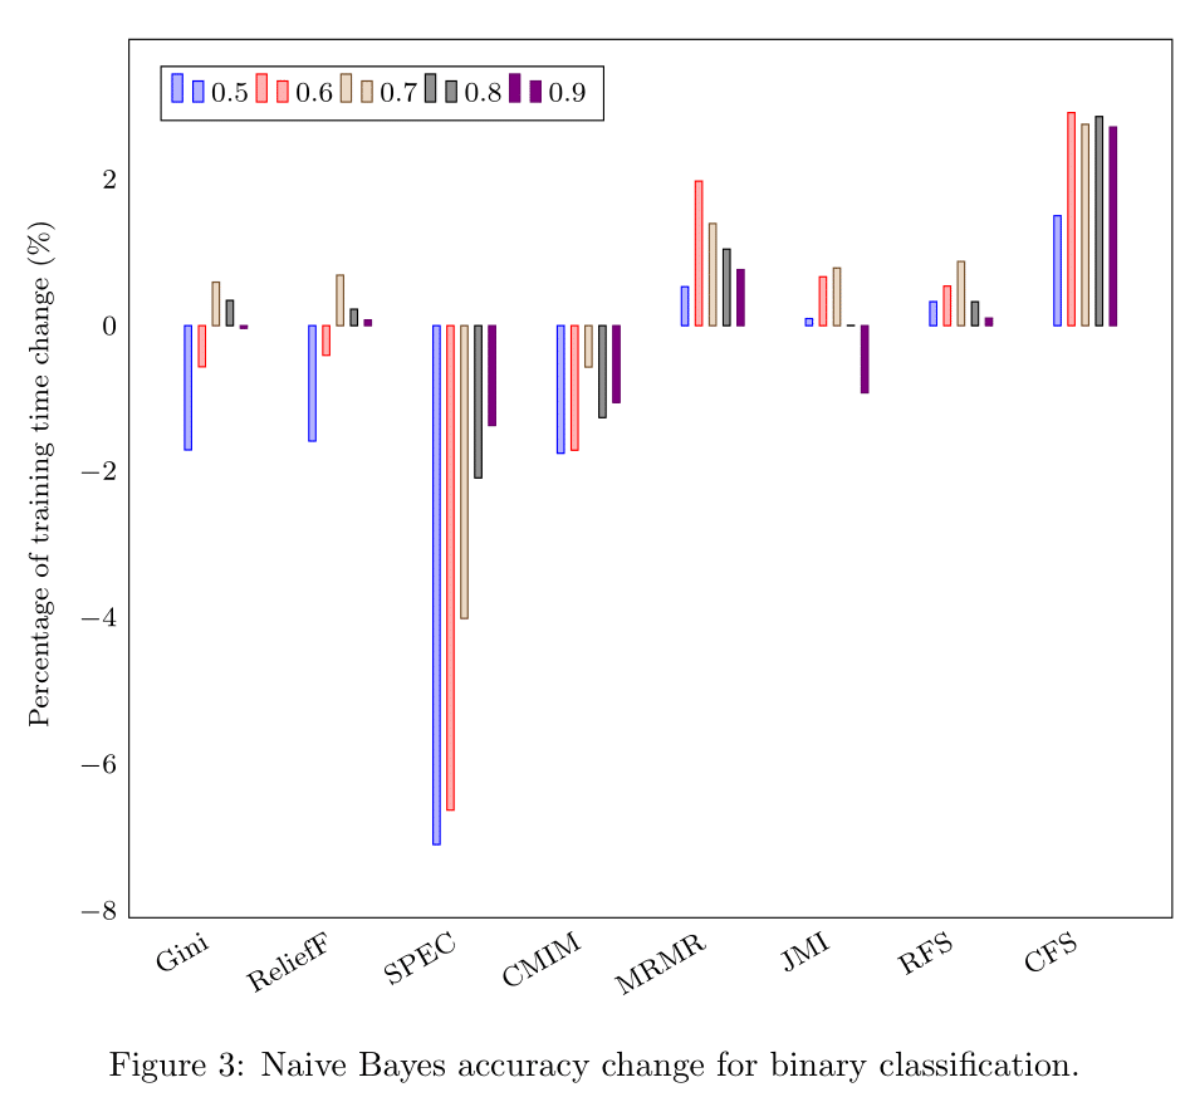 0.5 0.6 0.7 0.8 0.9
Percentage of training time change (%)
2
0
−2
−4
−6
−8
Gini
ReliefF
SPEC
CMIM
MRMR
JMI
RFS
CFS
Figure 3: Naive Bayes accuracy change for binary classification.